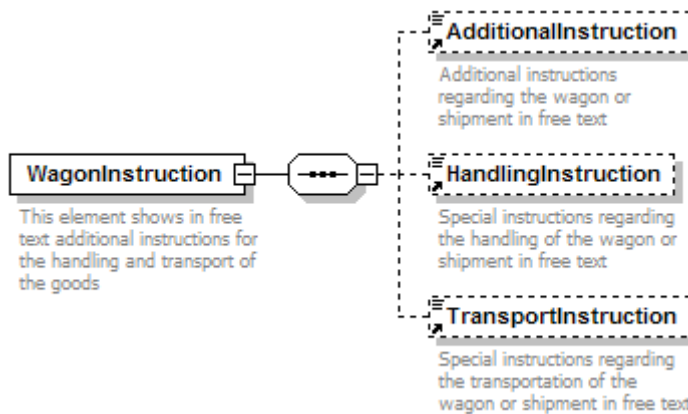 AdditionalInstruction
Additional instructions
regarding the wagon or
shipment in free text
WagonInstruction
This element shows in free
text additional instructions for
the handling and transport of
the goods
HandlingInstruction
Special instructions regarding
the handling of the wagon or
shipment in free text
TransportInstruction
Special instructions regarding
the transportation of the
wagon or shipment in free text